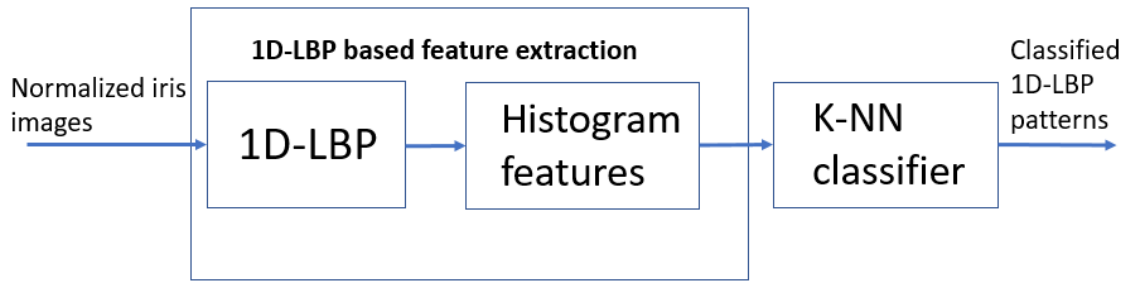 1D-LBP based feature extraction
Normalized iris
images
1D-LBP
Histogram
features
K-NN
classifier
Classified
1D-LBP
patterns